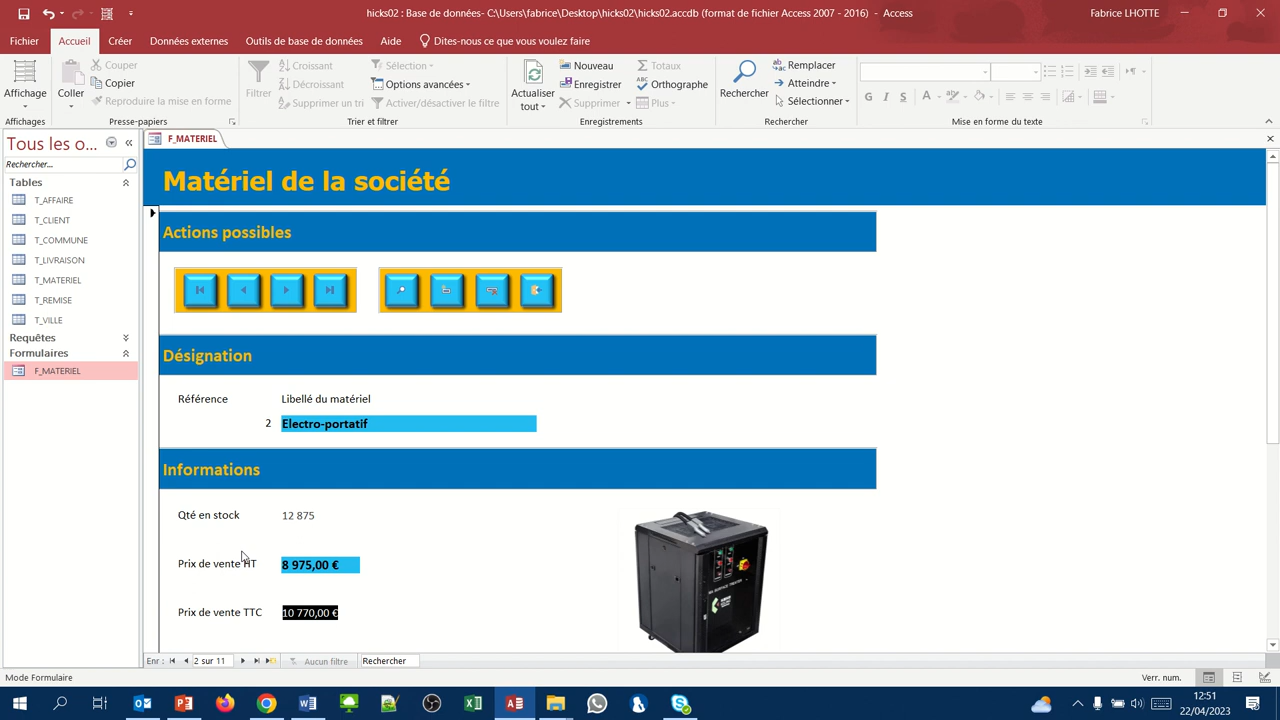 hicks02 : Base de données- C:\Users\fabrice\Desktop\hicks02\hicks02.accdb (format de fichier Access 2007 - 2016) - Access
Fabrice LHOTTE
Fichier
Accueil
Créer
Données externes
Outils de base de données
Aide
Dites-nous ce que vous voulez faire
Affichage
Affichages
Coller
Couper
Copier
Reproduire la mise en forme
Presse-papiers
Filtrer
Croissant
Décroissant
Supprimer un tri
Sélection
Options avancées
Activer/désactiver le filtre
Trier et filtrer
Actualiser
tout
Nouveau
Enregistrer
Supprimer
Totaux
Orthographe
Plus
Enregistrements
Rechercher
Remplacer
Atteindre
Sélectionner
Rechercher
G I S
A
Mise en forme du texte
Tous les o...
Rechercher...
Tables
T_AFFAIRE
T_CLIENT
T_COMMUNE
T_LIVRAISON
T_MATERIEL
T_REMISE
T_VILLE
Requêtes
Formulaires
F_MATERIEL
F_MATERIEL
Matériel de la société
Actions possibles
Désignation
Référence Libellé du matériel
2 Electro-portatif
Informations
Qté en stock 12 875
Prix de vente HT 8 975,00 €
Prix de vente TTC 10 770,00 €
Enr : 2 sur 11 Aucun filtre Rechercher
Mode Formulaire
Verr. num.
12:51
22/04/2023